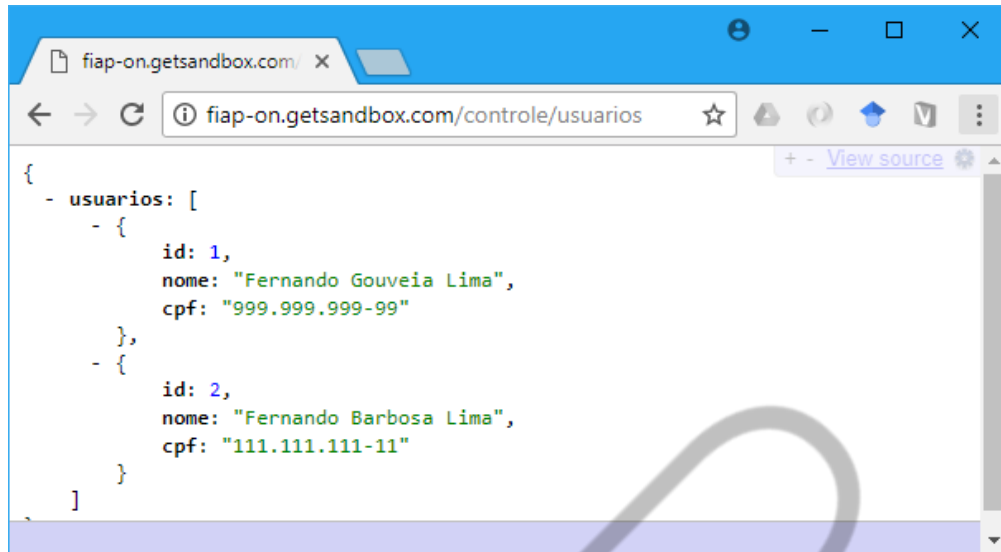 fiap-on.getsandbox.com/
fiap-on.getsandbox.com/controle/usuarios
+ - View source
{
- usuarios: [
- {
id: 1,
nome: "Fernando Gouveia Lima",
cpf: "999.999.999-99"
},
- {
id: 2,
nome: "Fernando Barbosa Lima",
cpf: "111.111.111-11"
}
]